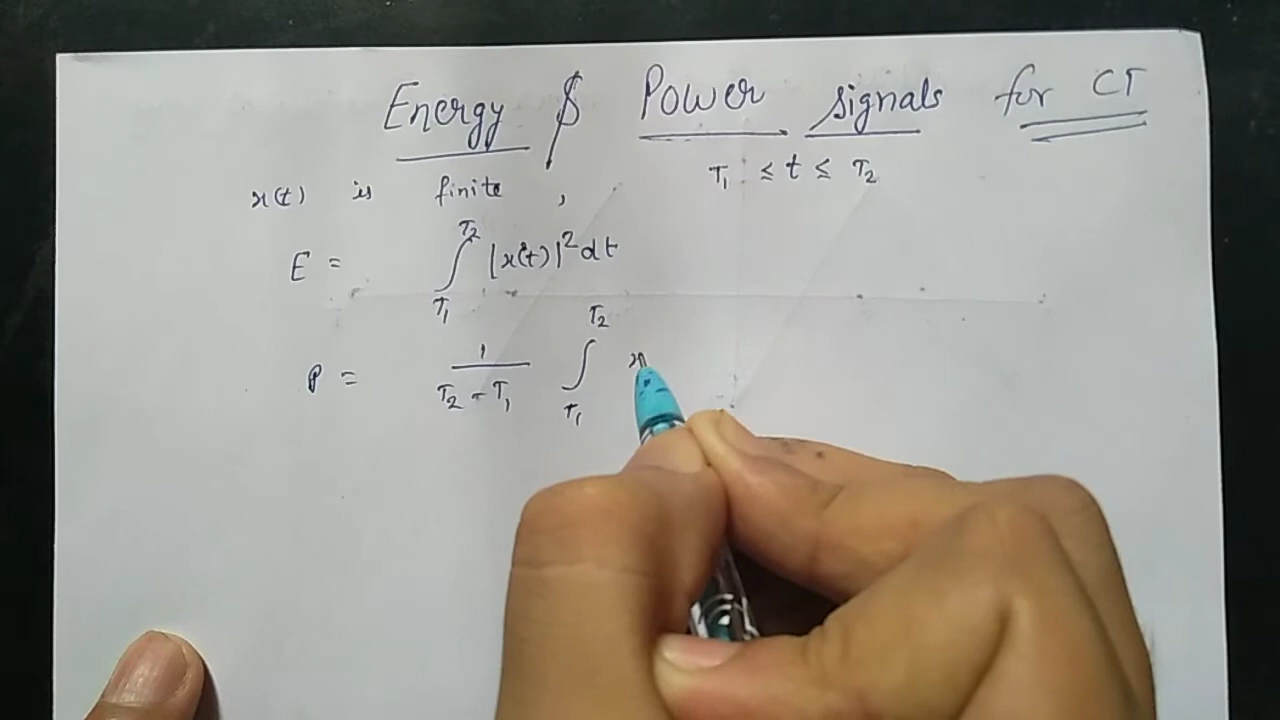 Energy & Power signals for CT
x(t) is finite , T₁ ≤ t ≤ T₂
E = ∫_{T₁}^{T₂} |x(t)|² dt
P = 1/(T₂ - T₁) ∫_{T₁}^{T₂} x